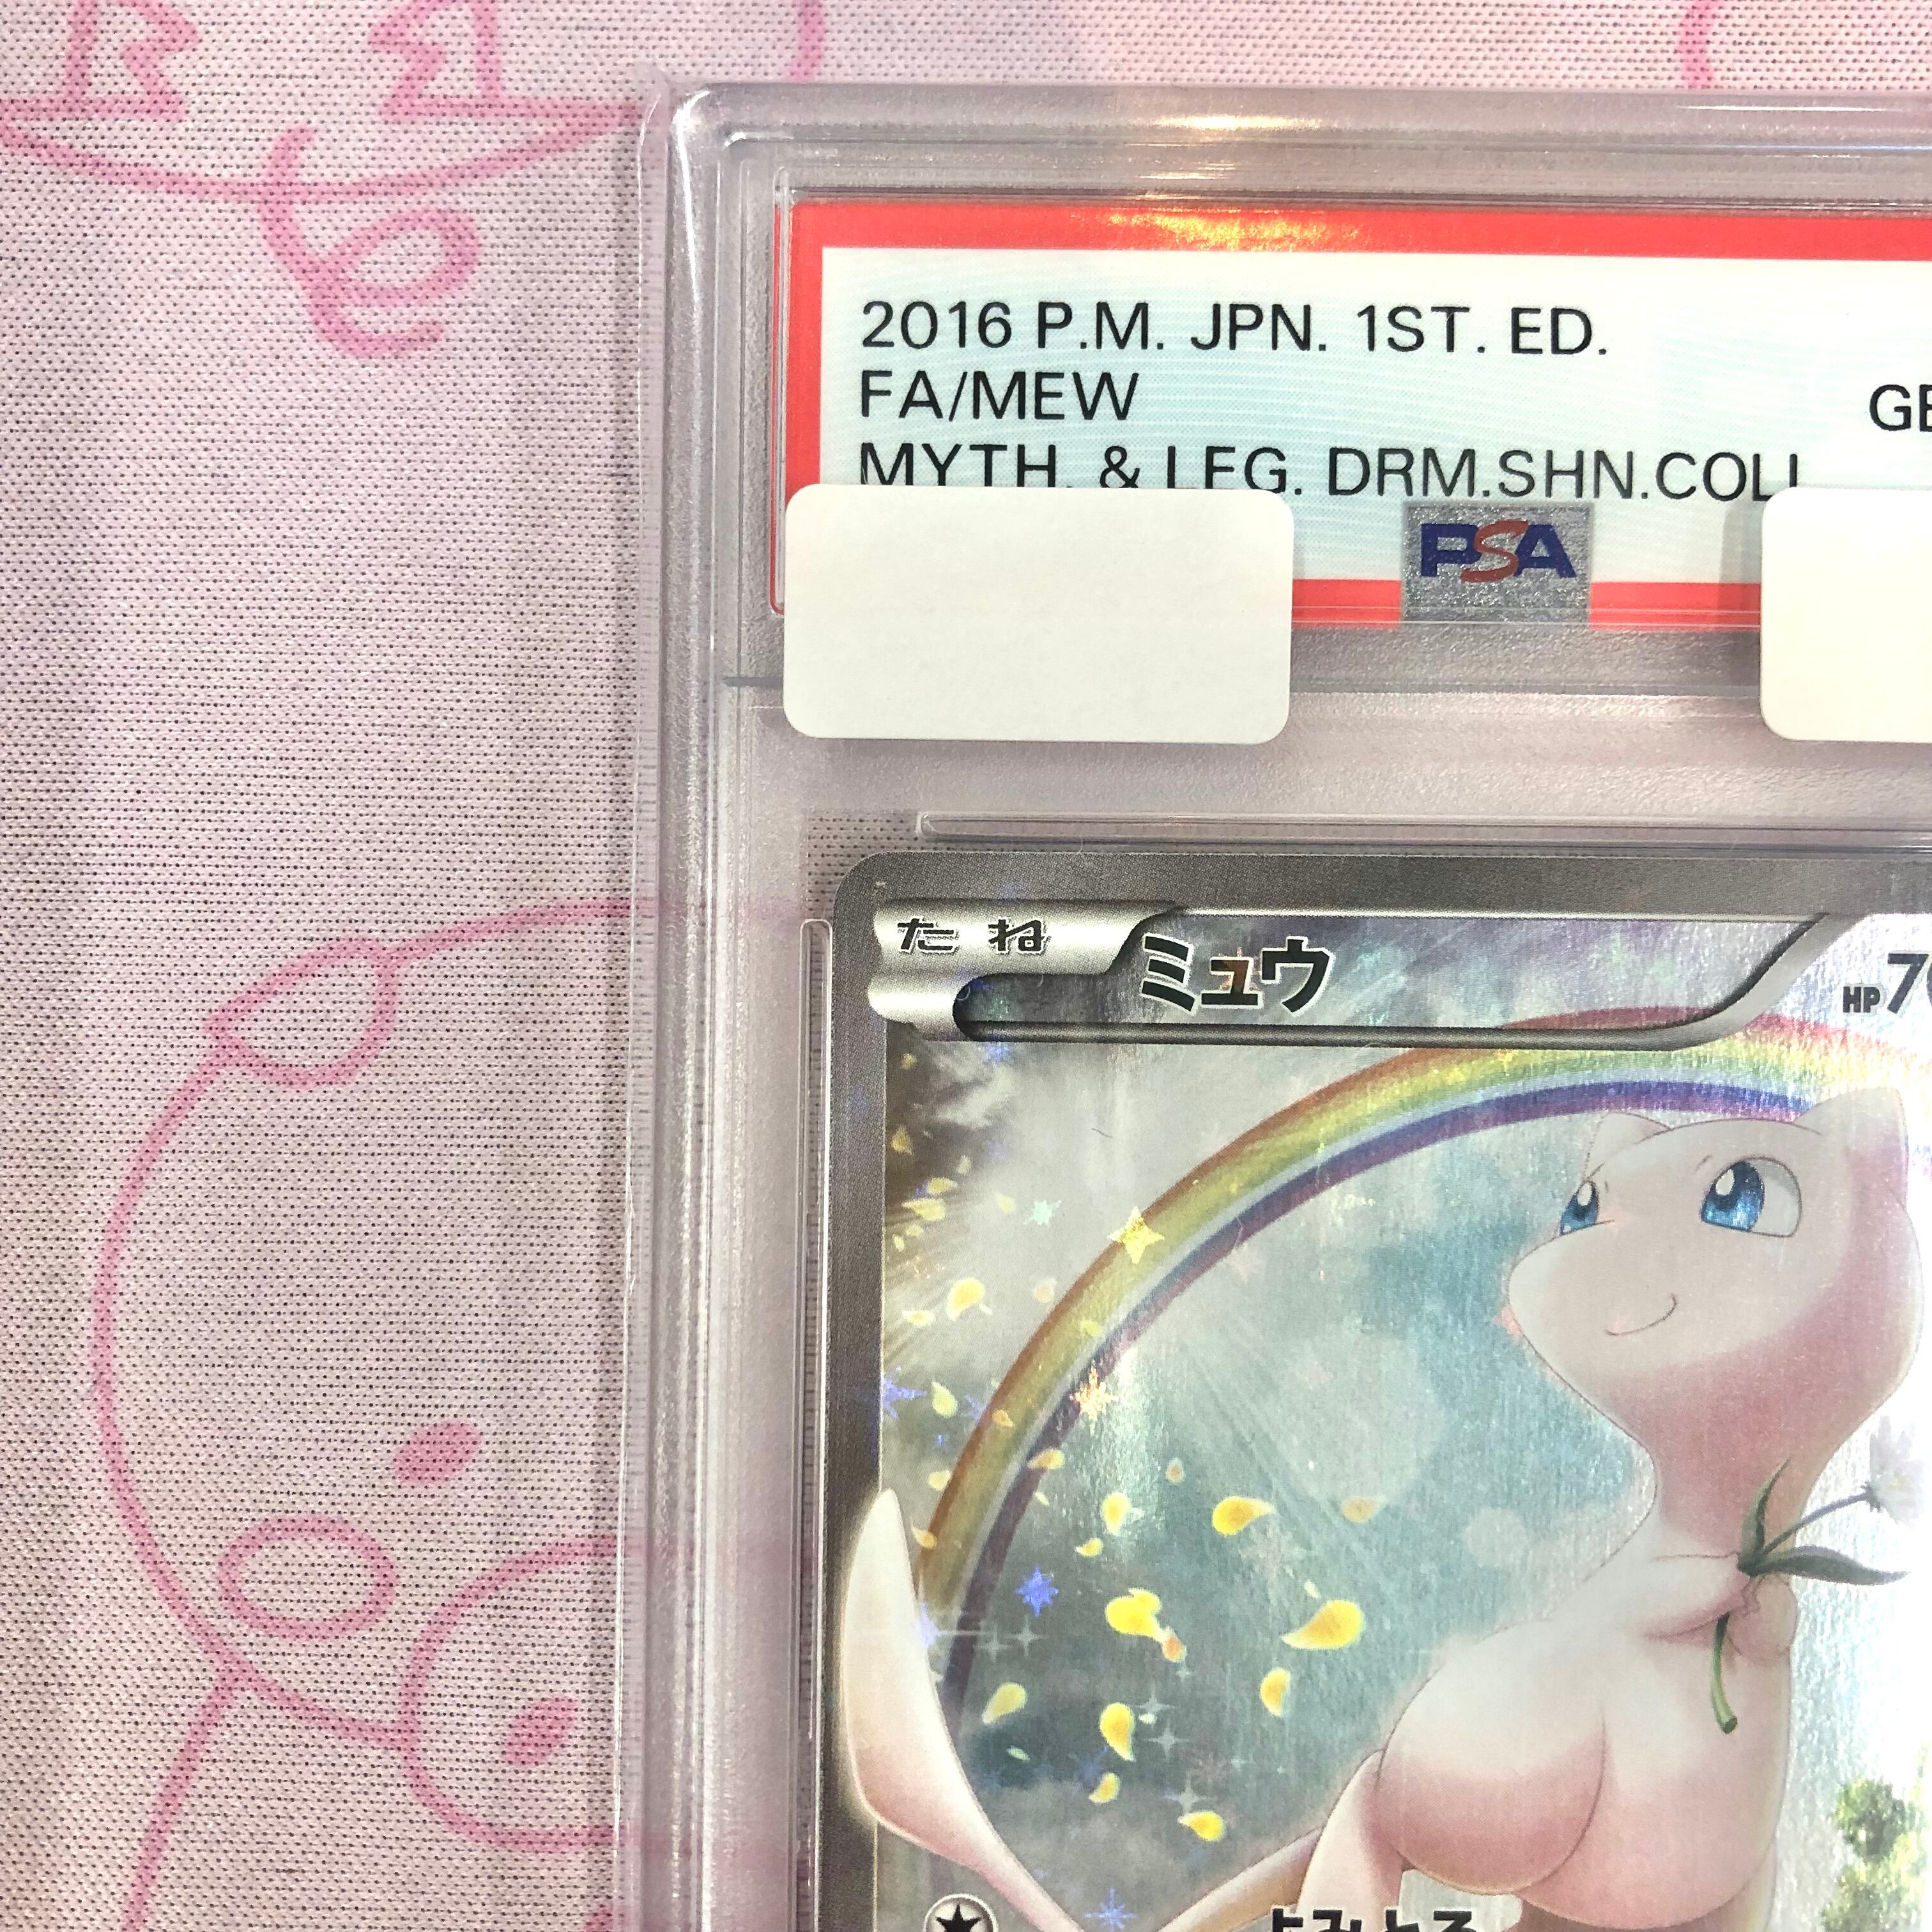 2016 P.M. JPN. 1ST. ED.
FA/MEW
MYTH. & LEG. DRM.SHN.COLL
PSA
たね
ミュウ
HP